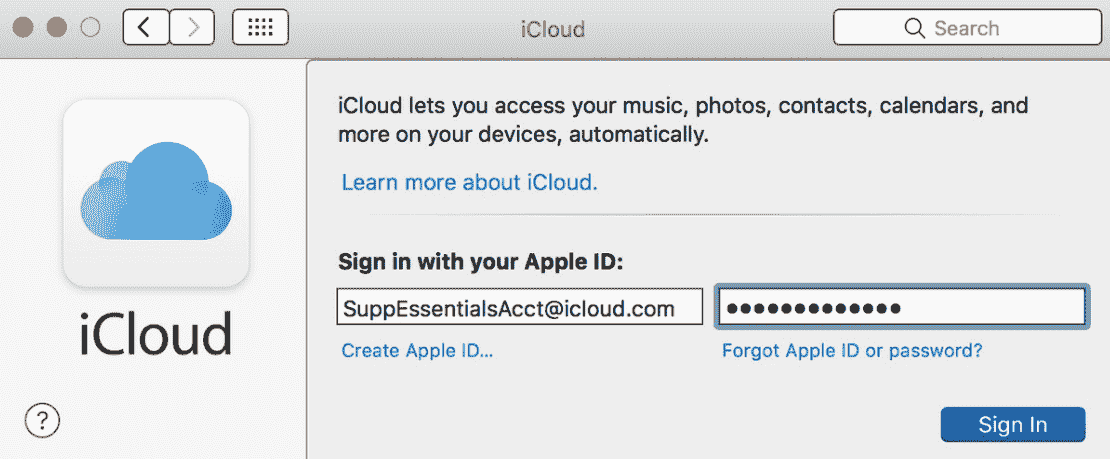 iCloud
Search
iCloud lets you access your music, photos, contacts, calendars, and
more on your devices, automatically.
Learn more about iCloud.
Sign in with your Apple ID:
SuppEssentialsAcct@icloud.com
●●●●●●●●●●●●●
Create Apple ID...
Forgot Apple ID or password?
iCloud
?
Sign In